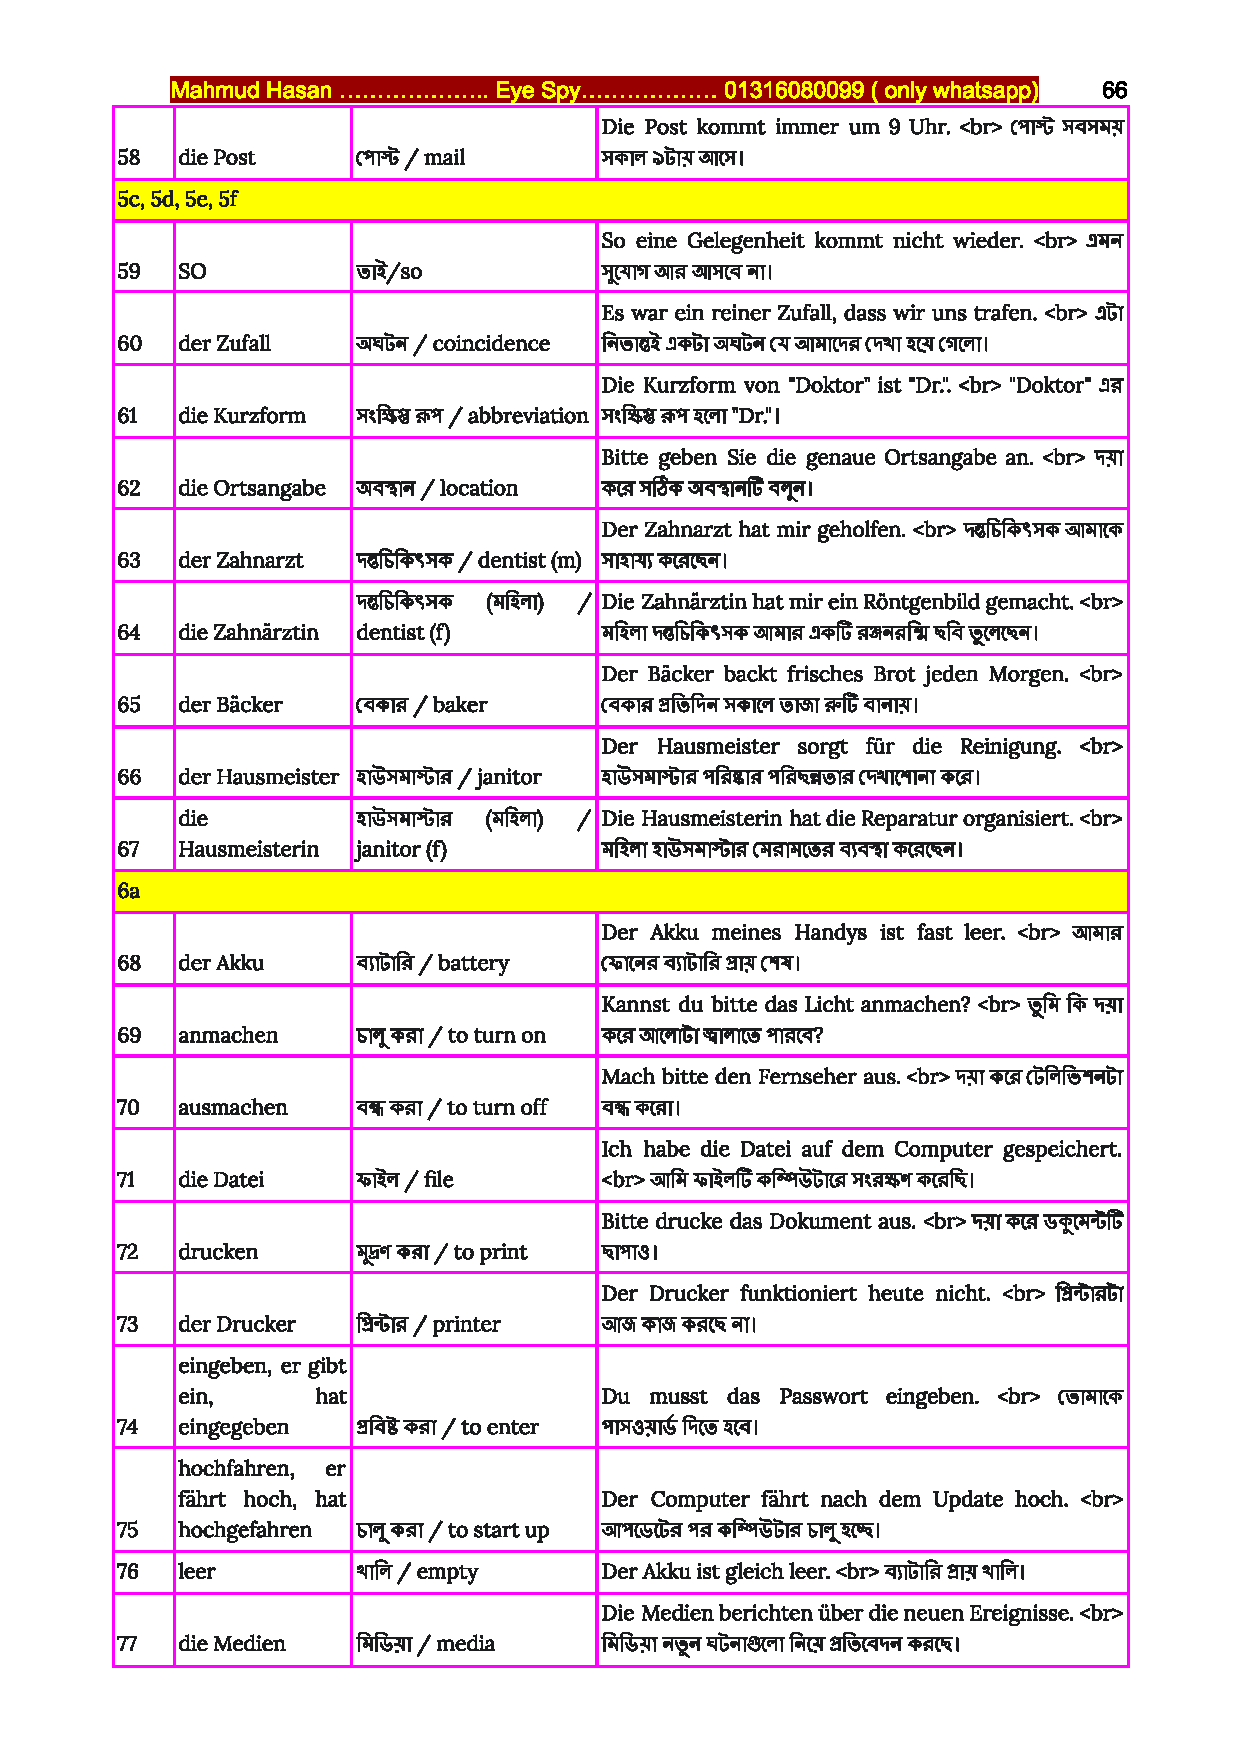 Mahmud Hasan ……………….. Eye Spy……………… 01316080099 ( only whatsapp) 66
Die Post kommt immer um 9 Uhr. <br> পোস্ট সবসময়
58 die Post পোস্ট / mail সকাল ৯টায় আসে।
5c, 5d, 5e, 5f
So eine Gelegenheit kommt nicht wieder. <br> এমন
59 SO তাই/so সুযোগ আর আসবে না।
Es war ein reiner Zufall, dass wir uns trafen. <br> এটা
60 der Zufall অঘটন / coincidence নিতান্তই একটা অঘটন যে আমাদের দেখা হয়ে গেলো।
Die Kurzform von "Doktor" ist "Dr.". <br> "Doktor" এর
61 die Kurzform সংক্ষিপ্ত রূপ / abbreviation সংক্ষিপ্ত রূপ হলো "Dr."।
Bitte geben Sie die genaue Ortsangabe an. <br> দয়া
62 die Ortsangabe অবস্থান / location করে সঠিক অবস্থানটি বলুন।
Der Zahnarzt hat mir geholfen. <br> দন্তচিকিৎসক আমাকে
63 der Zahnarzt দন্তচিকিৎসক / dentist (m) সাহায্য করেছেন।
দন্তচিকিৎসক (মহিলা) / Die Zahnärztin hat mir ein Röntgenbild gemacht. <br>
64 die Zahnärztin dentist (f) মহিলা দন্তচিকিৎসক আমার একটি রঞ্জনরশ্মি ছবি তুলেছেন।
Der Bäcker backt frisches Brot jeden Morgen. <br>
65 der Bäcker বেকার / baker বেকার প্রতিদিন সকালে তাজা রুটি বানায়।
Der Hausmeister sorgt für die Reinigung. <br>
66 der Hausmeister হাউসমাস্টার / janitor হাউসমাস্টার পরিষ্কার পরিছন্নতার দেখাশোনা করে।
die হাউসমাস্টার (মহিলা) / Die Hausmeisterin hat die Reparatur organisiert. <br>
67 Hausmeisterin janitor (f) মহিলা হাউসমাস্টার মেরামতের ব্যবস্থা করেছেন।
6a
Der Akku meines Handys ist fast leer. <br> আমার
68 der Akku ব্যাটারি / battery ফোনের ব্যাটারি প্রায় শেষ।
Kannst du bitte das Licht anmachen? <br> তুমি কি দয়া
69 anmachen চালু করা / to turn on করে আলোটা জ্বালাতে পারবে?
Mach bitte den Fernseher aus. <br> দয়া করে টেলিভিশনটা
70 ausmachen বন্ধ করা / to turn off বন্ধ করো।
Ich habe die Datei auf dem Computer gespeichert.
71 die Datei ফাইল / file <br> আমি ফাইলটি কম্পিউটারে সংরক্ষণ করেছি।
Bitte drucke das Dokument aus. <br> দয়া করে ডকুমেন্টটি
72 drucken মুদ্রণ করা / to print ছাপাও।
Der Drucker funktioniert heute nicht. <br> প্রিন্টারটা
73 der Drucker প্রিন্টার / printer আজ কাজ করছে না।
eingeben, er gibt
ein, hat Du musst das Passwort eingeben. <br> তোমাকে
74 eingegeben প্রবিষ্ট করা / to enter পাসওয়ার্ড দিতে হবে।
hochfahren, er
fährt hoch, hat Der Computer fährt nach dem Update hoch. <br>
75 hochgefahren চালু করা / to start up আপডেটের পর কম্পিউটার চালু হচ্ছে।
76 leer খালি / empty Der Akku ist gleich leer. <br> ব্যাটারি প্রায় খালি।
Die Medien berichten über die neuen Ereignisse. <br>
77 die Medien মিডিয়া / media মিডিয়া নতুন ঘটনাগুলো নিয়ে প্রতিবেদন করছে।